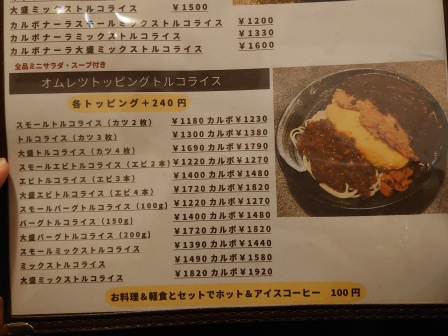 大盛ミックストルコライス ￥1500
カルボナーラスモールミックストルコライス ￥1200
カルボナーラミックストルコライス ￥1330
カルボナーラ大盛ミックストルコライス ￥1600
全品ミニサラダ・スープ付き
オムレツトッピングトルコライス
各トッピング＋240円
スモールトルコライス（カツ2枚） ￥1180 カルボ￥1230
トルコライス（カツ3枚） ￥1300 カルボ￥1380
大盛トルコライス（カツ4枚） ￥1690 カルボ￥1790
スモールエビトルコライス（エビ2本） ￥1220 カルボ￥1270
エビトルコライス（エビ3本） ￥1400 カルボ￥1480
大盛エビトルコライス（エビ4本） ￥1720 カルボ￥1820
スモールバーグトルコライス（100g） ￥1220 カルボ￥1270
バーグトルコライス（150g） ￥1400 カルボ￥1480
大盛バーグトルコライス（200g） ￥1720 カルボ￥1820
スモールミックストルコライス ￥1390 カルボ￥1440
ミックストルコライス ￥1490 カルボ￥1580
大盛ミックストルコライス ￥1820 カルボ￥1920
お料理＆軽食とセットでホット＆アイスコーヒー 100円